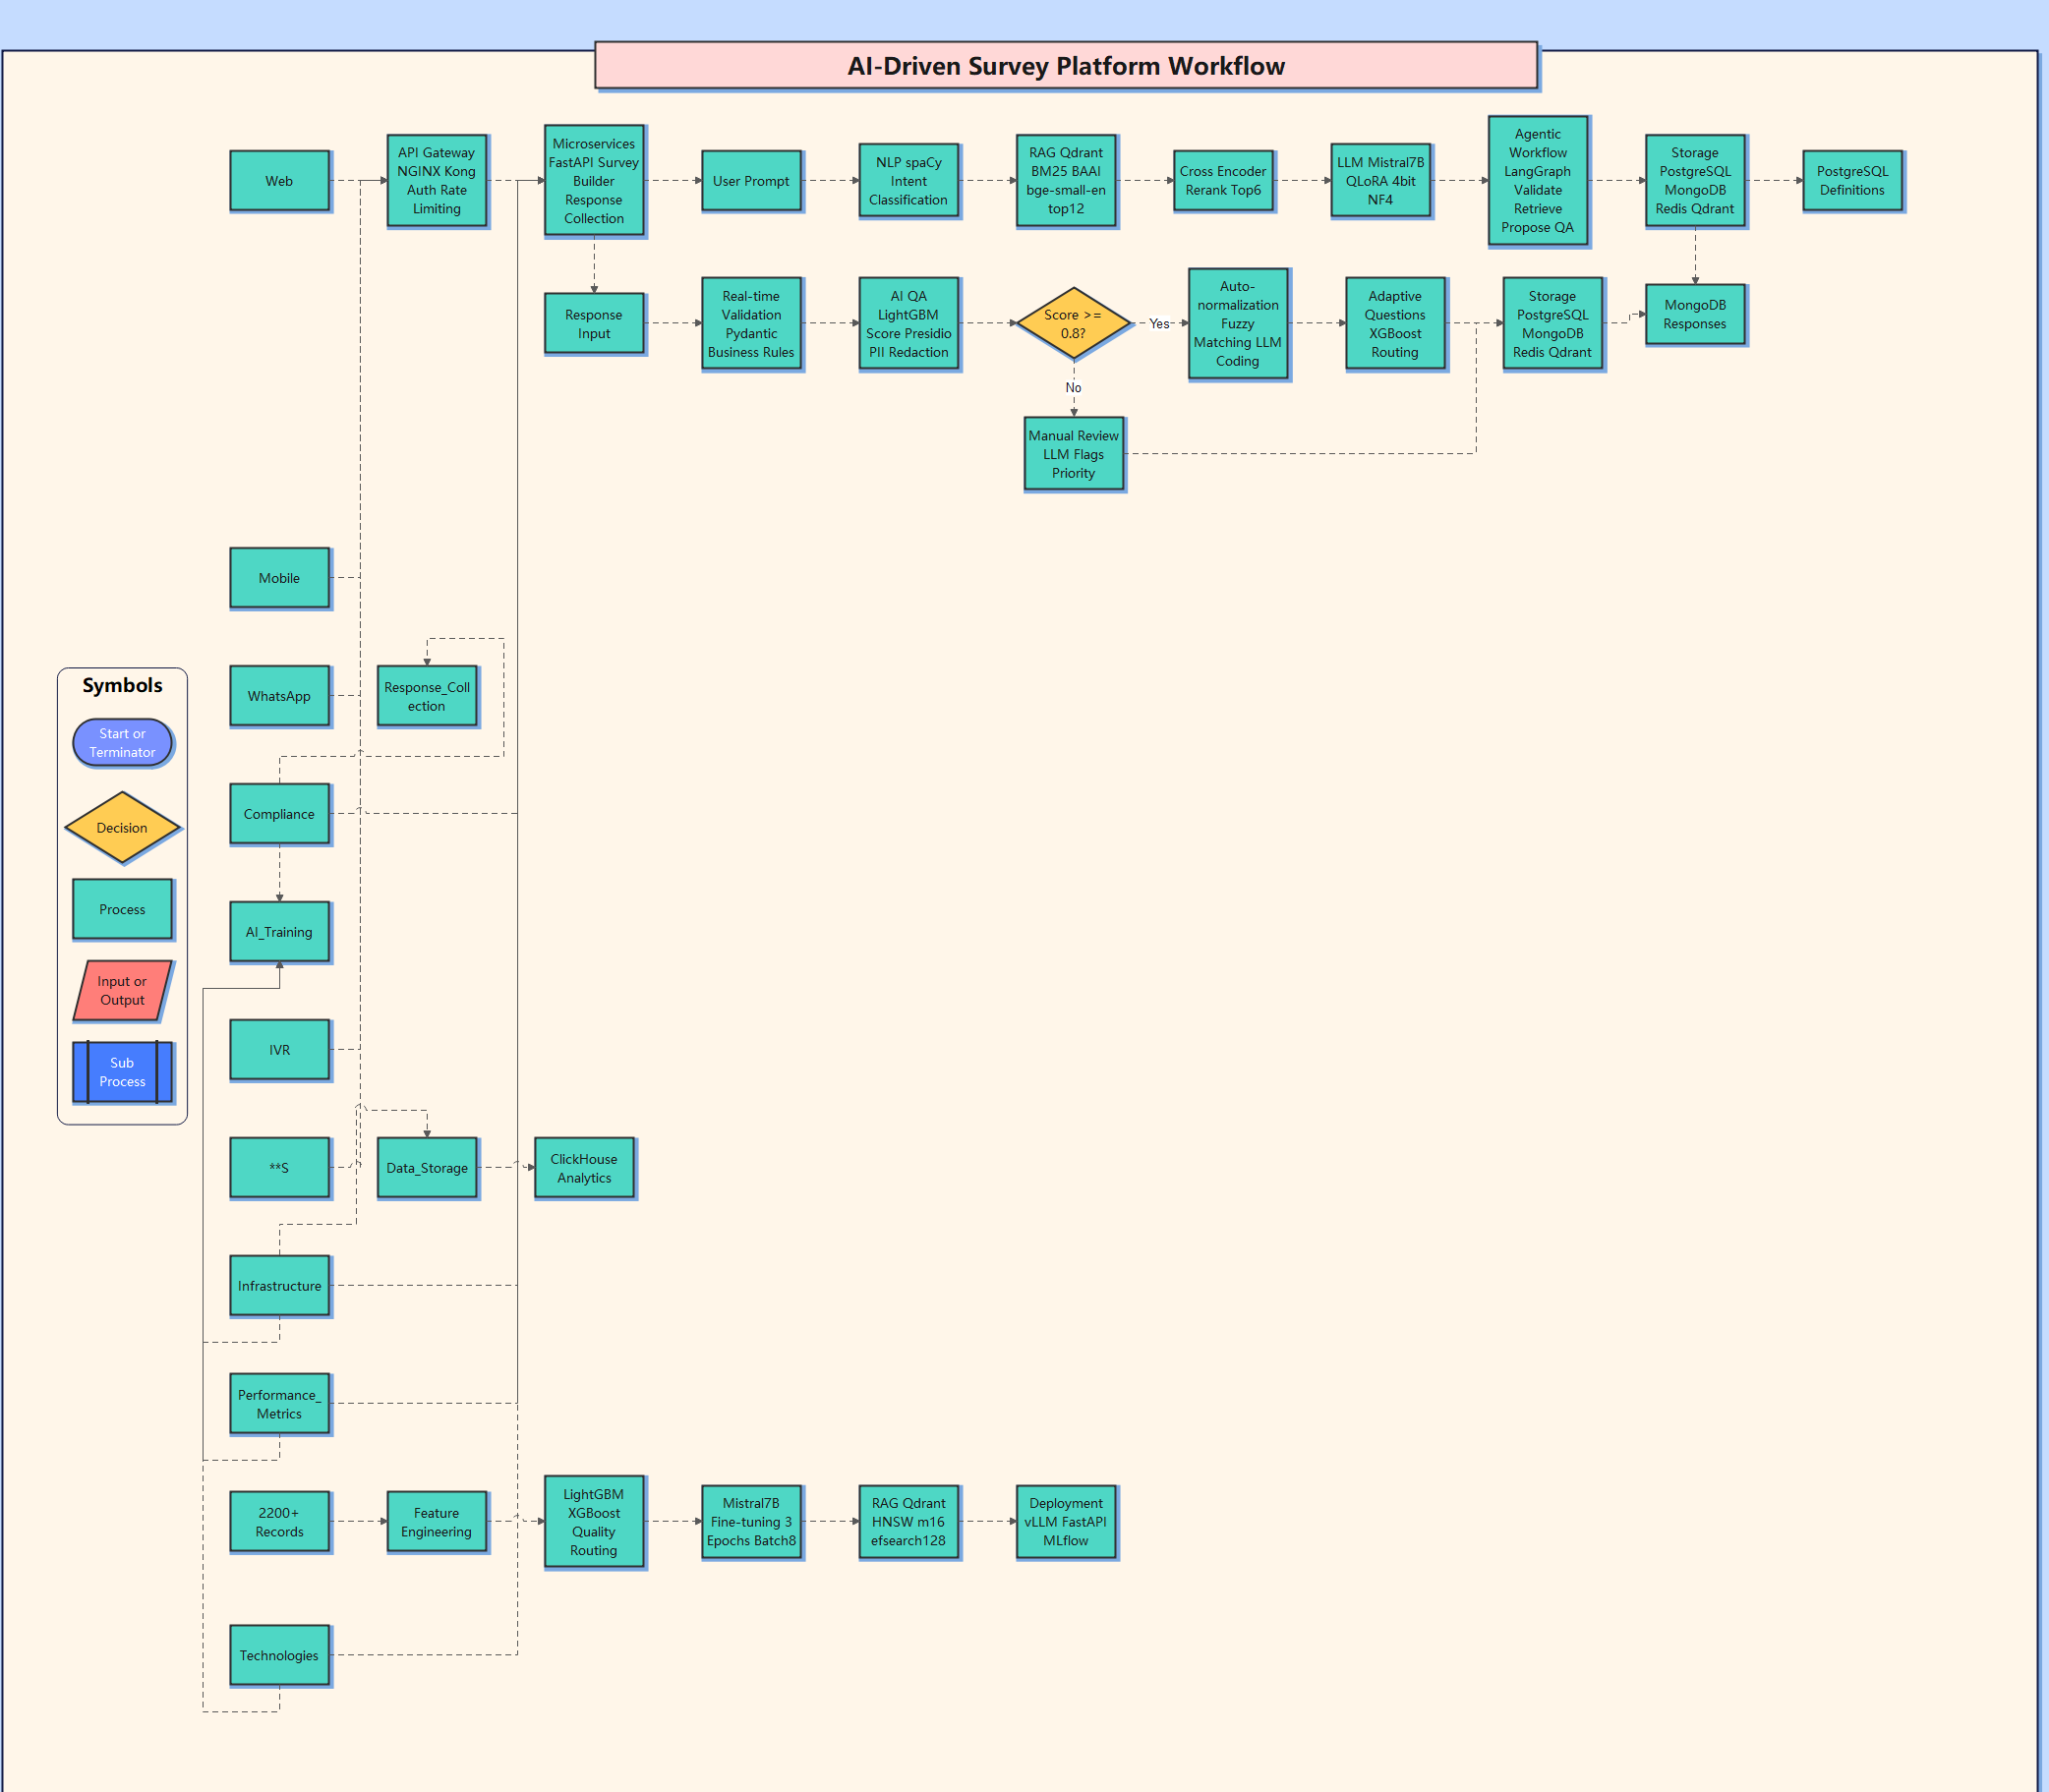 AI-Driven Survey Platform Workflow
Web
API Gateway
NGINX Kong
Auth Rate
Limiting
Microservices
FastAPI Survey
Builder
Response
Collection
User Prompt
NLP spaCy
Intent
Classification
RAG Qdrant
BM25 BAAI
bge-small-en
top12
Cross Encoder
Rerank Top6
LLM Mistral7B
QLoRA 4bit
NF4
Agentic
Workflow
LangGraph
Validate
Retrieve
Propose QA
Storage
PostgreSQL
MongoDB
Redis Qdrant
PostgreSQL
Definitions
Response
Input
Real-time
Validation
Pydantic
Business Rules
AI QA
LightGBM
Score Presidio
PII Redaction
Score >=
0.8?
Yes
Auto-
normalization
Fuzzy
Matching LLM
Coding
Adaptive
Questions
XGBoost
Routing
Storage
PostgreSQL
MongoDB
Redis Qdrant
MongoDB
Responses
No
Manual Review
LLM Flags
Priority
Mobile
WhatsApp
Response_Coll
ection
Compliance
AI_Training
IVR
**S
Data_Storage
ClickHouse
Analytics
Infrastructure
Performance_
Metrics
2200+
Records
Feature
Engineering
LightGBM
XGBoost
Quality
Routing
Mistral7B
Fine-tuning 3
Epochs Batch8
RAG Qdrant
HNSW m16
efsearch128
Deployment
vLLM FastAPI
MLflow
Technologies
Symbols
Start or
Terminator
Decision
Process
Input or
Output
Sub
Process